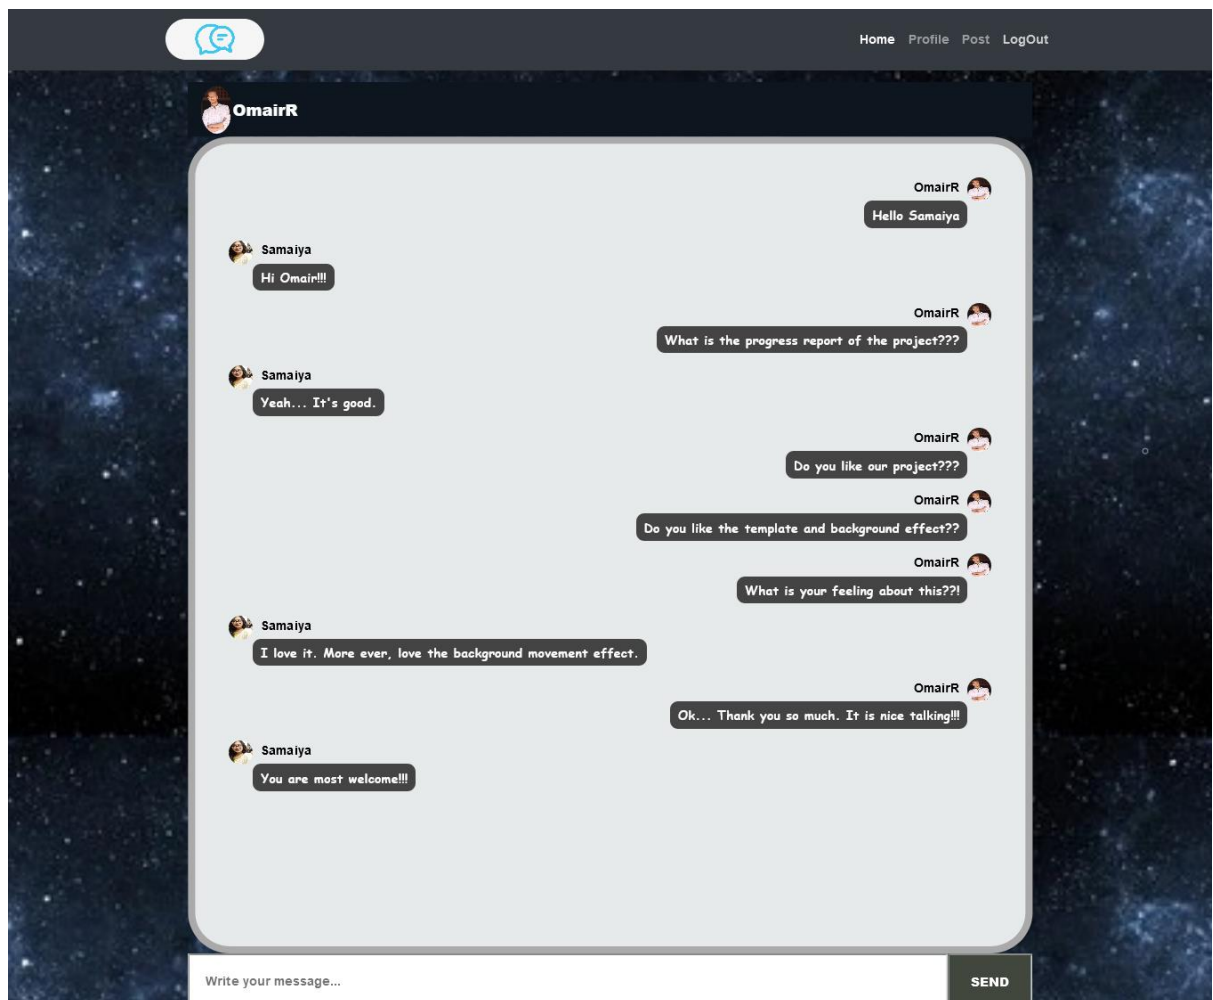 Home Profile Post LogOut
OmairR
OmairR
Hello Samaiya
Samaiya
Hi Omair!!!
OmairR
What is the progress report of the project???
Samaiya
Yeah... It's good.
OmairR
Do you like our project???
OmairR
Do you like the template and background effect??
OmairR
What is your feeling about this??!
Samaiya
I love it. More ever, love the background movement effect.
OmairR
Ok... Thank you so much. It is nice talking!!!
Samaiya
You are most welcome!!!
Write your message... SEND